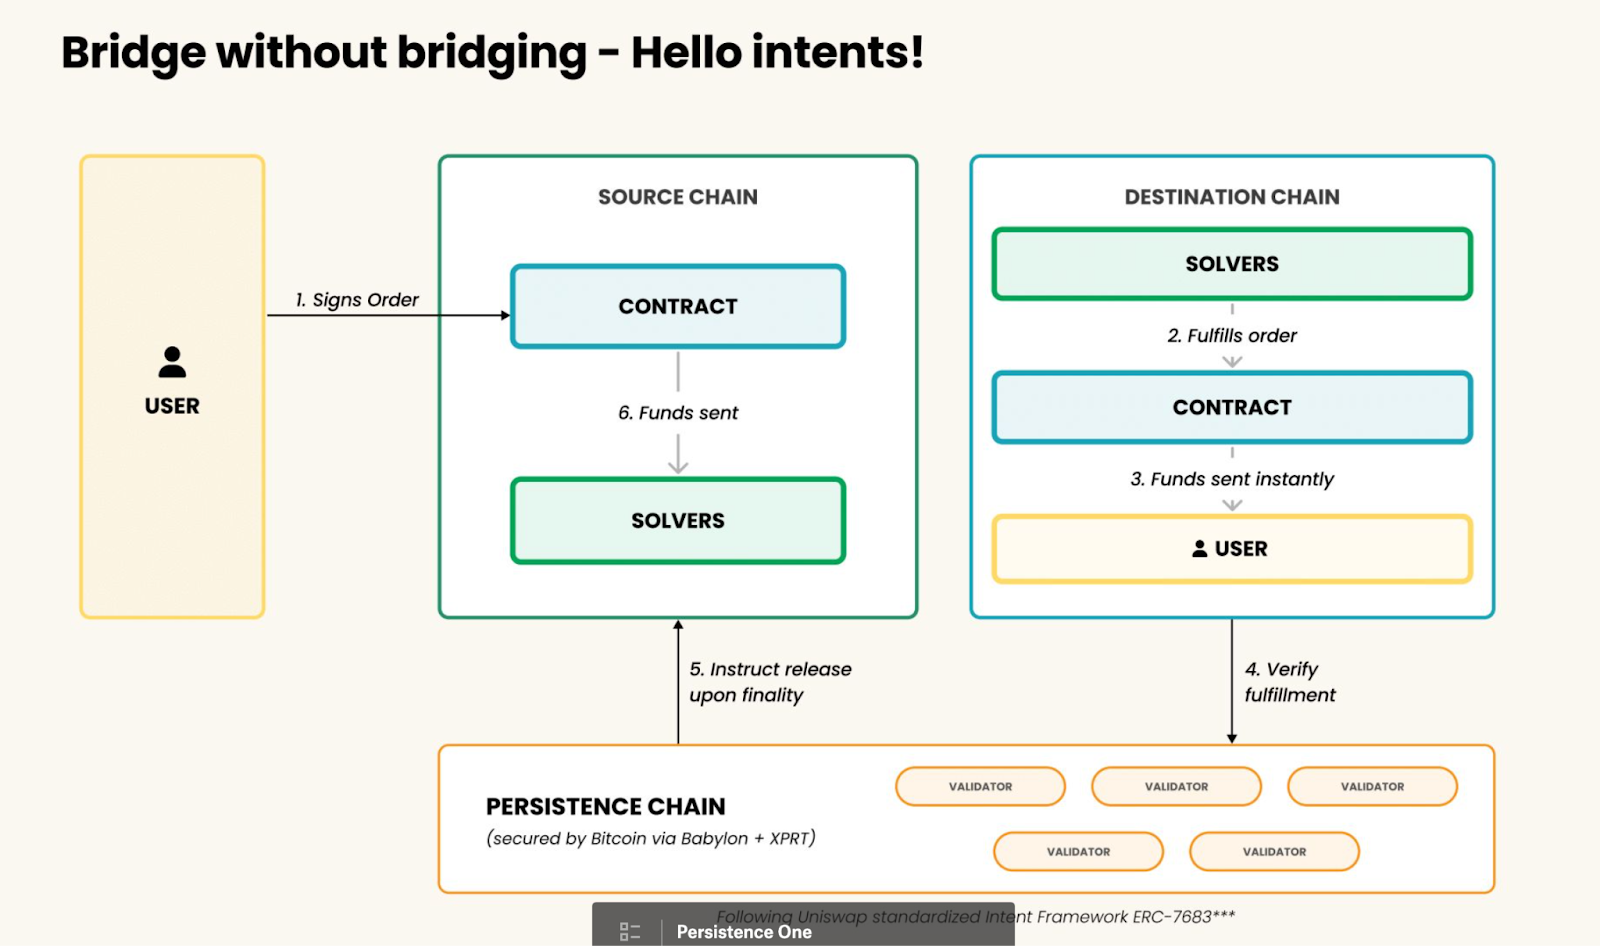 Bridge without bridging - Hello intents!
USER
1. Signs Order
SOURCE CHAIN
CONTRACT
6. Funds sent
SOLVERS
DESTINATION CHAIN
SOLVERS
2. Fulfills order
CONTRACT
3. Funds sent instantly
USER
5. Instruct release
upon finality
4. Verify
fulfillment
PERSISTENCE CHAIN
(secured by Bitcoin via Babylon + XPRT)
VALIDATOR
VALIDATOR
VALIDATOR
VALIDATOR
VALIDATOR
Following Uniswap standardized Intent Framework ERC-7683***
Persistence One